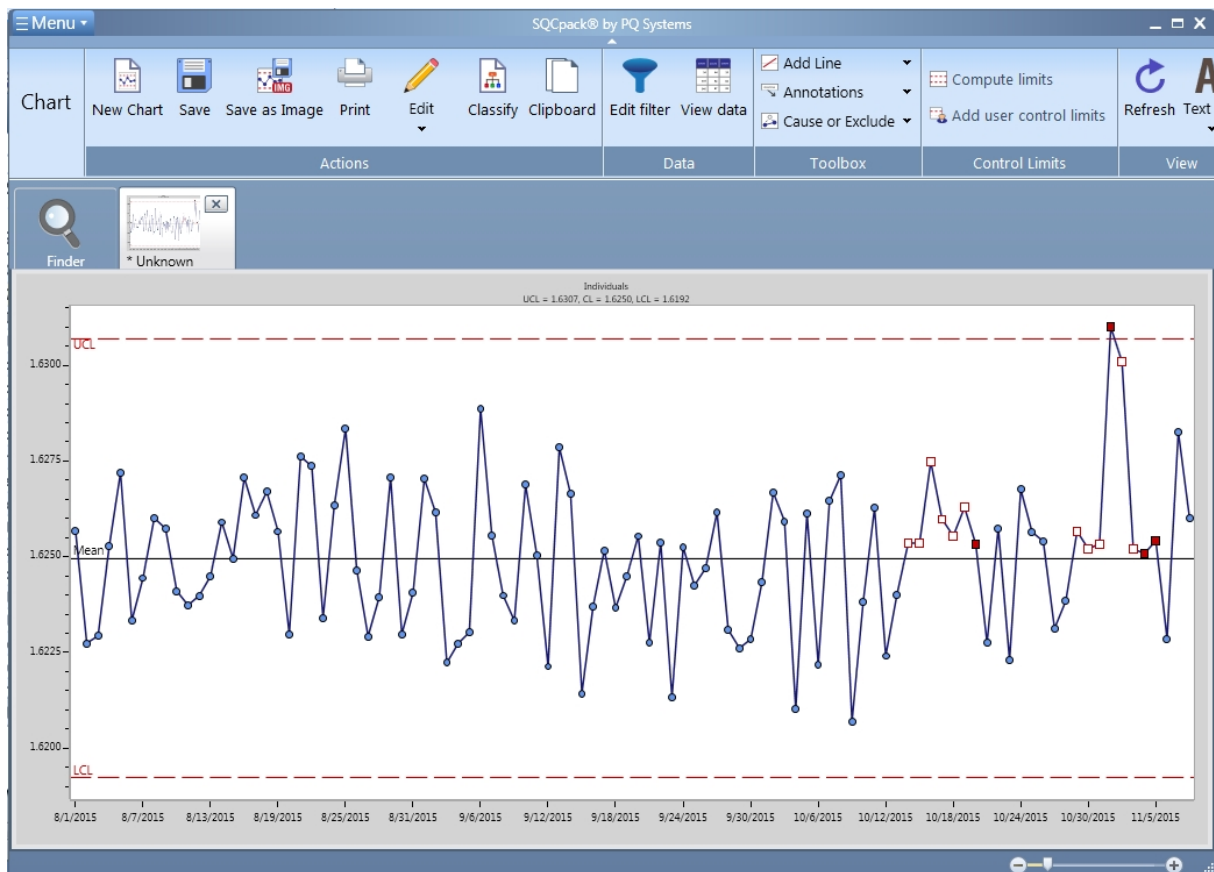 Menu
SQCpack® by PQ Systems
Chart
New Chart
Save
Save as Image
IMG
Print
Edit
Classify
Clipboard
Actions
Edit filter
View data
Data
Add Line
Annotations
Cause or Exclude
Toolbox
Compute limits
Add user control limits
Control Limits
Refresh
A
Text
View
Finder
* Unknown
Individuals
UCL = 1.6307, CL = 1.6250, LCL = 1.6192
UCL
1.6300
1.6275
Mean
1.6250
1.6225
1.6200
LCL
8/1/2015 8/7/2015 8/13/2015 8/19/2015 8/25/2015 8/31/2015 9/6/2015 9/12/2015 9/18/2015 9/24/2015 9/30/2015 10/6/2015 10/12/2015 10/18/2015 10/24/2015 10/30/2015 11/5/2015